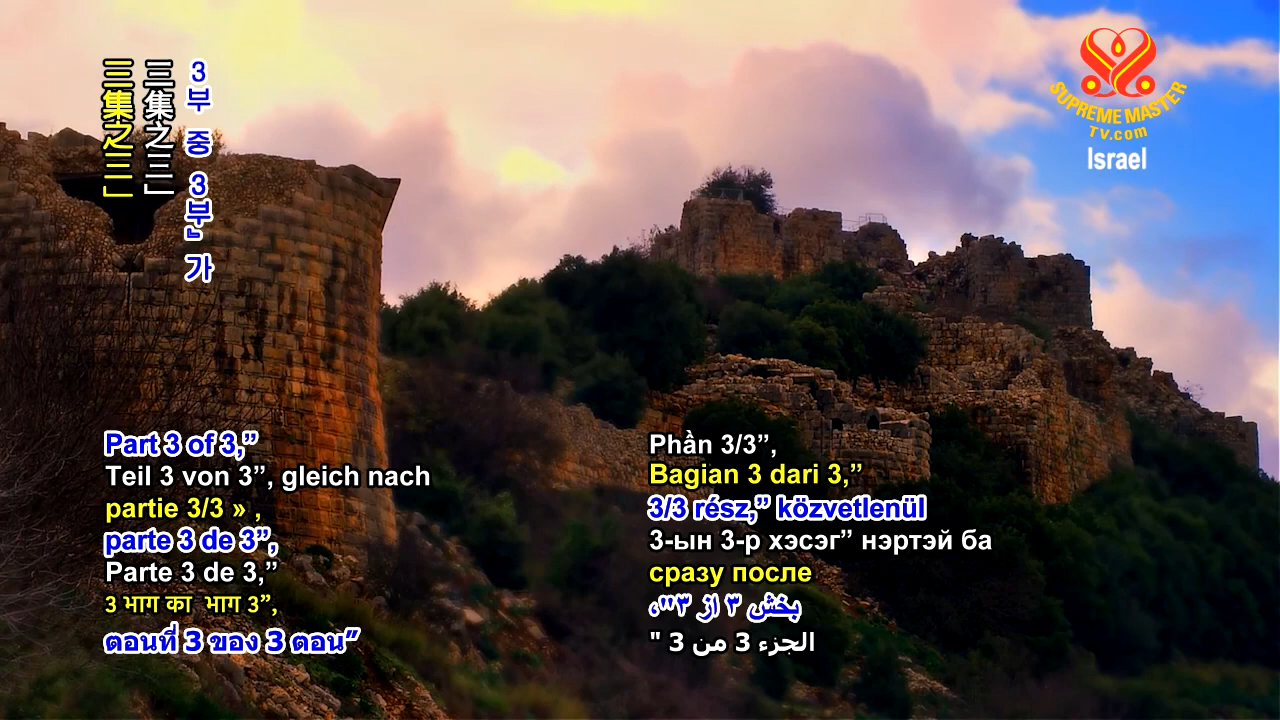 三集之三」
三集之三」
3부 중 3부』가
SUPREME MASTER
TV.com
Israel
Part 3 of 3,”
Teil 3 von 3”, gleich nach
partie 3/3 » ,
parte 3 de 3”,
Parte 3 de 3,”
3 भाग का भाग 3”,
ตอนที่ 3 ของ 3 ตอน”
Phần 3/3”,
Bagian 3 dari 3,”
3/3 rész,” közvetlenül
3-ын 3-р хэсэг” нэртэй ба
сразу после
بخش ۳ از ۳"،
الجزء 3 من 3 "